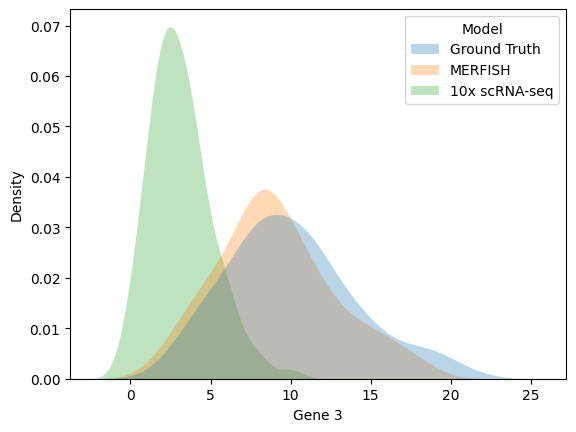 0.07
0.06
0.05
0.04
0.03
0.02
0.01
0.00
Density
Model
Ground Truth
MERFISH
10x scRNA-seq
0 5 10 15 20 25
Gene 3